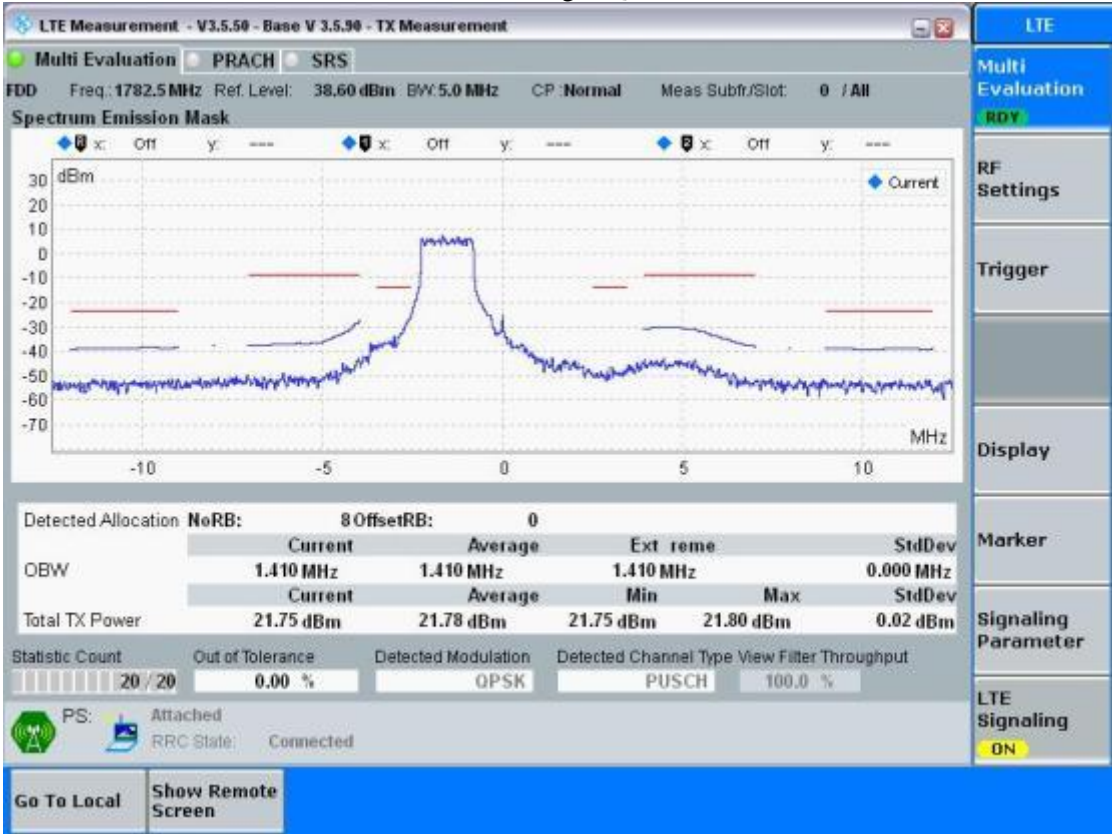 LTE Measurement - V3.5.50 - Base V 3.5.90 - TX Measurement
LTE
Multi Evaluation PRACH SRS
Multi Evaluation
RDY
FDD Freq.: 1782.5 MHz Ref. Level: 38.60 dBm BW: 5.0 MHz CP : Normal Meas Subfr./Slot: 0 / All
Spectrum Emission Mask
x: Off y: --- x: Off y: --- x: Off y: ---
RF Settings
dBm
Current
30
20
10
0
-10
-20
-30
-40
-50
-60
-70
MHz
-10 -5 0 5 10
Trigger
Display
Detected Allocation NoRB: 8 OffsetRB: 0
Current Average Ext reme StdDev
OBW 1.410 MHz 1.410 MHz 1.410 MHz 0.000 MHz
Current Average Min Max StdDev
Total TX Power 21.75 dBm 21.78 dBm 21.75 dBm 21.80 dBm 0.02 dBm
Marker
Signaling Parameter
Statistic Count Out of Tolerance Detected Modulation Detected Channel Type View Filter Throughput
20 / 20 0.00 % QPSK PUSCH 100.0 %
PS: Attached
RRC State: Connected
LTE Signaling
ON
Go To Local
Show Remote Screen